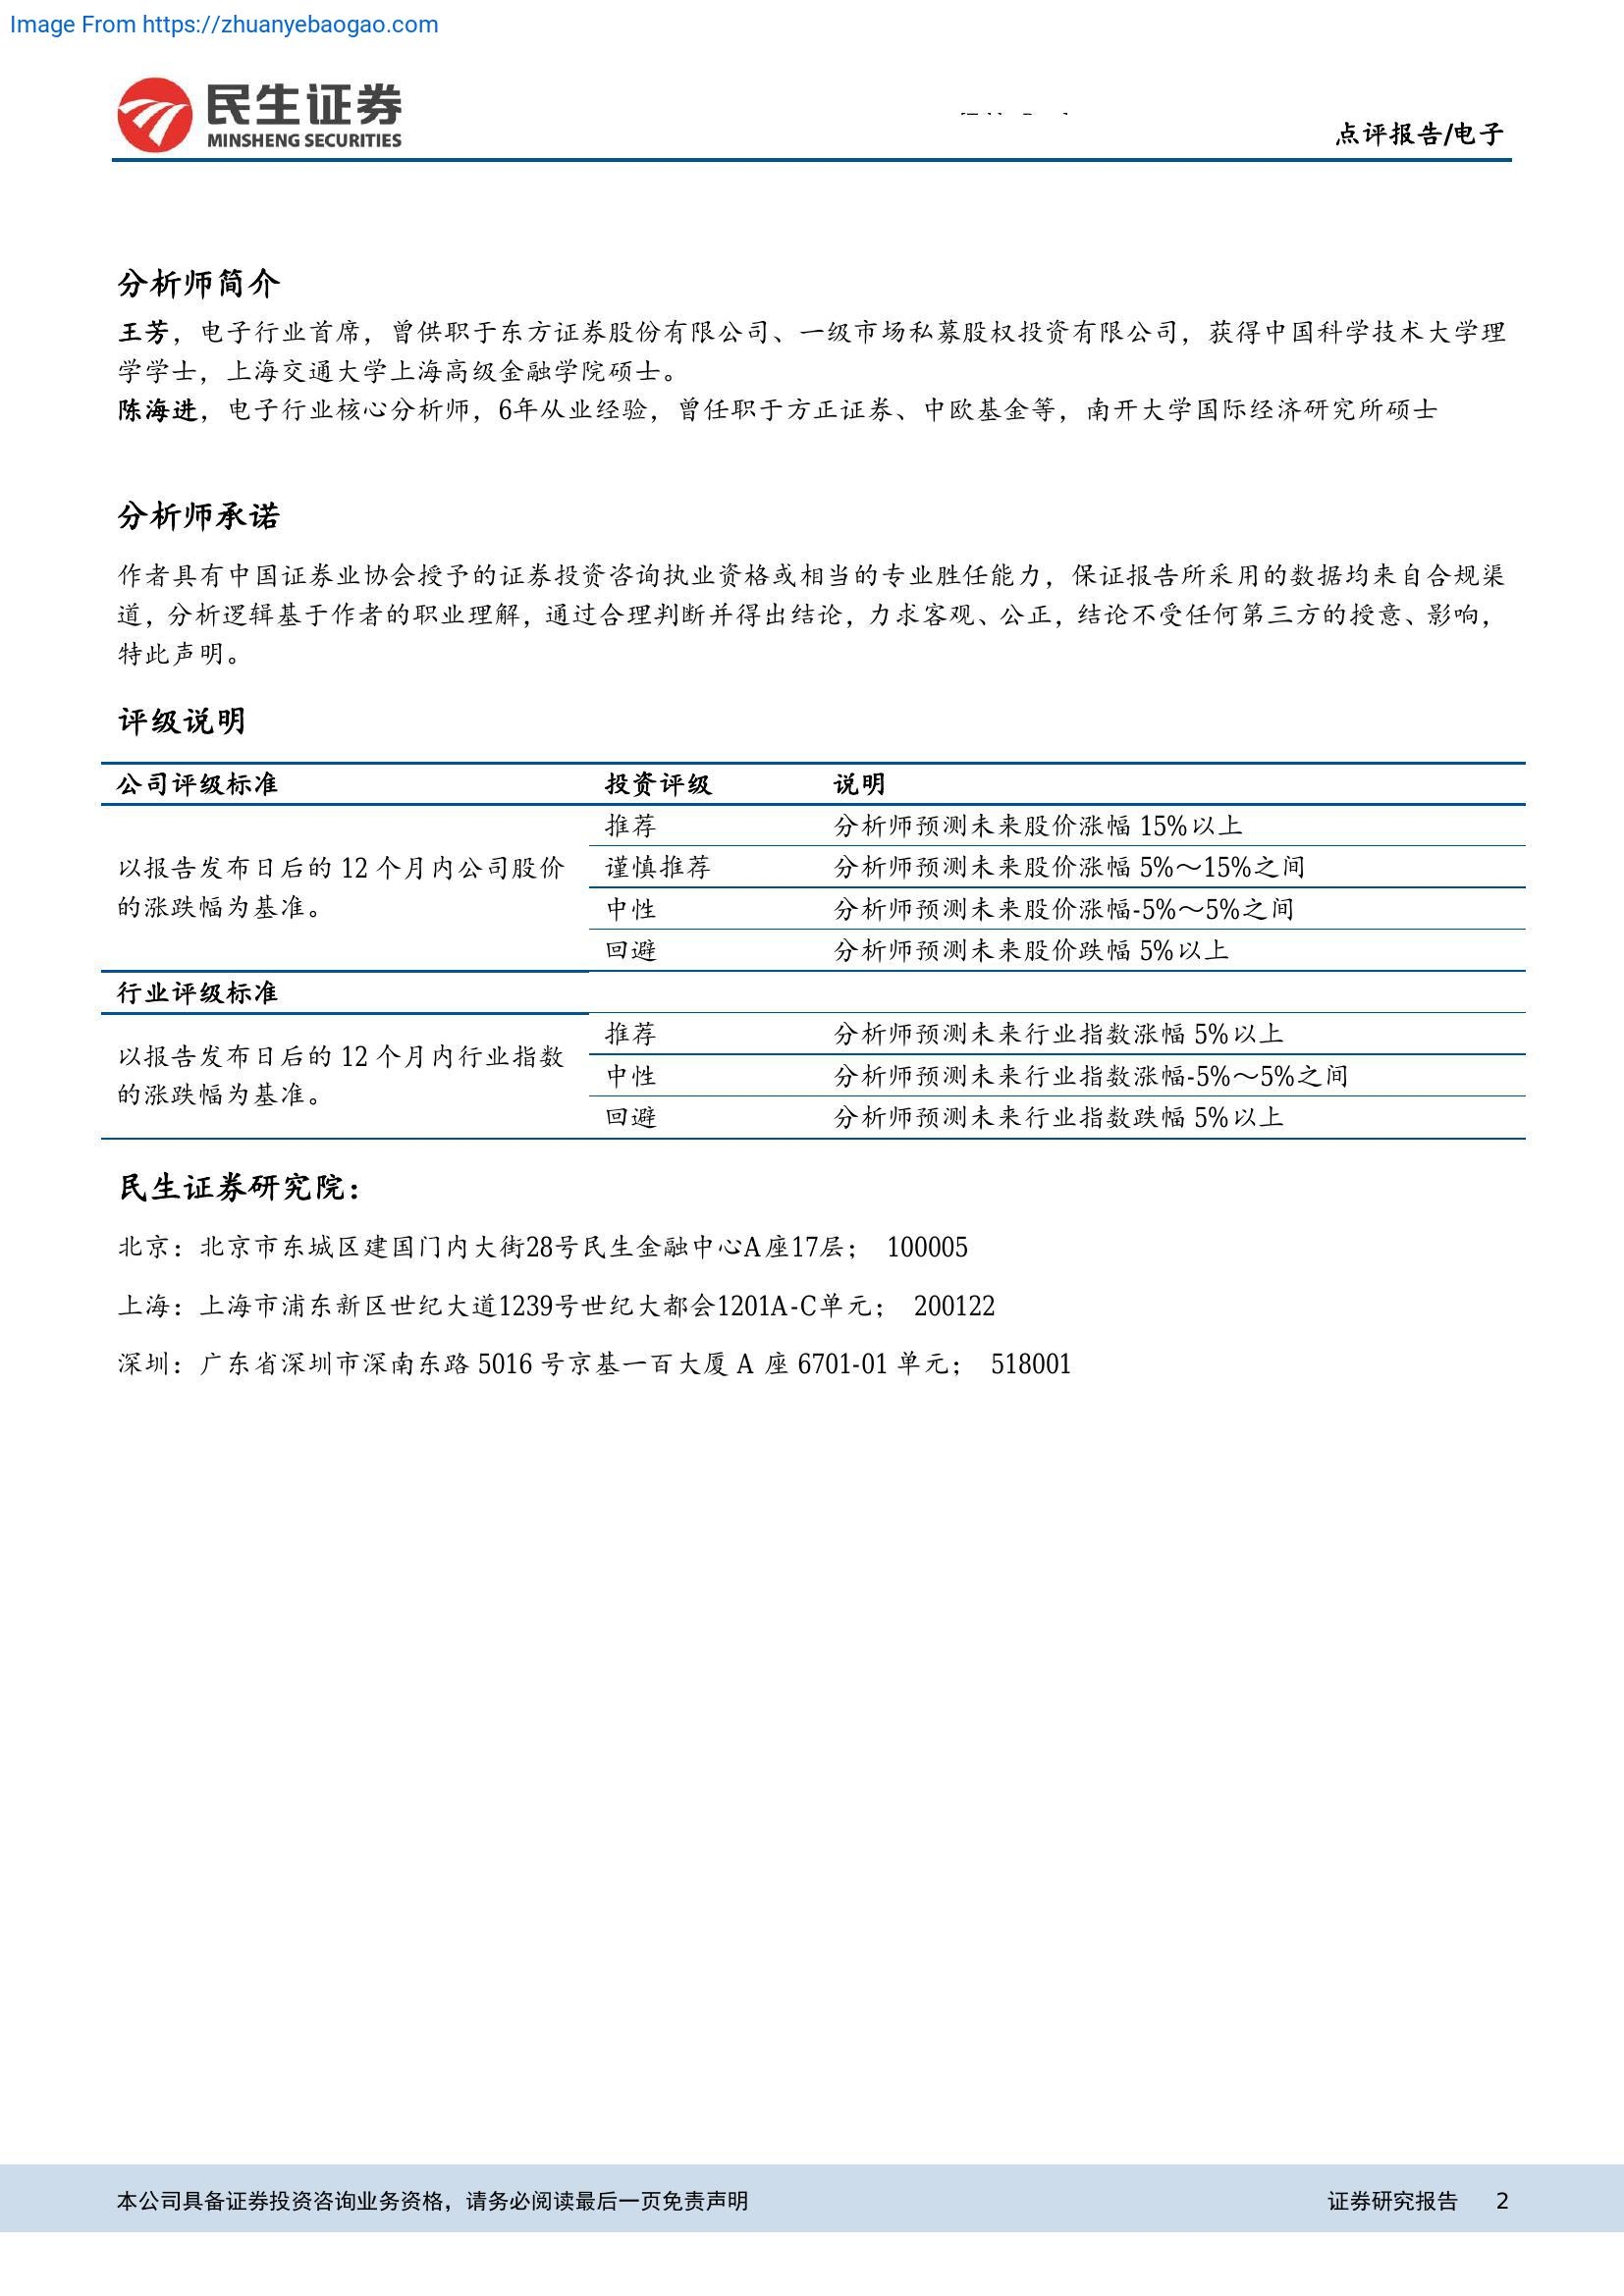 Image From https://zhuanyebaogao.com
民生证券
MINSHENG SECURITIES
点评报告/电子
分析师简介
王芳，电子行业首席，曾供职于东方证券股份有限公司、一级市场私募股权投资有限公司，获得中国科学技术大学理
学学士，上海交通大学上海高级金融学院硕士。
陈海进，电子行业核心分析师，6年从业经验，曾任职于方正证券、中欧基金等，南开大学国际经济研究所硕士
分析师承诺
作者具有中国证券业协会授予的证券投资咨询执业资格或相当的专业胜任能力，保证报告所采用的数据均来自合规渠
道，分析逻辑基于作者的职业理解，通过合理判断并得出结论，力求客观、公正，结论不受任何第三方的授意、影响，
特此声明。
评级说明
公司评级标准 投资评级 说明
推荐 分析师预测未来股价涨幅 15%以上
以报告发布日后的 12 个月内公司股价
谨慎推荐 分析师预测未来股价涨幅 5%～15%之间
的涨跌幅为基准。
中性 分析师预测未来股价涨幅-5%～5%之间
回避 分析师预测未来股价跌幅 5%以上
行业评级标准
推荐 分析师预测未来行业指数涨幅 5%以上
以报告发布日后的 12 个月内行业指数
中性 分析师预测未来行业指数涨幅-5%～5%之间
的涨跌幅为基准。
回避 分析师预测未来行业指数跌幅 5%以上
民生证券研究院：
北京：北京市东城区建国门内大街28号民生金融中心A座17层； 100005
上海：上海市浦东新区世纪大道1239号世纪大都会1201A-C单元； 200122
深圳：广东省深圳市深南东路 5016 号京基一百大厦 A 座 6701-01 单元； 518001
本公司具备证券投资咨询业务资格，请务必阅读最后一页免责声明 证券研究报告 2